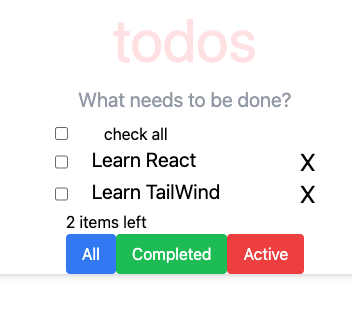 todos
What needs to be done?
check all
Learn React X
Learn TailWind X
2 items left
All Completed Active